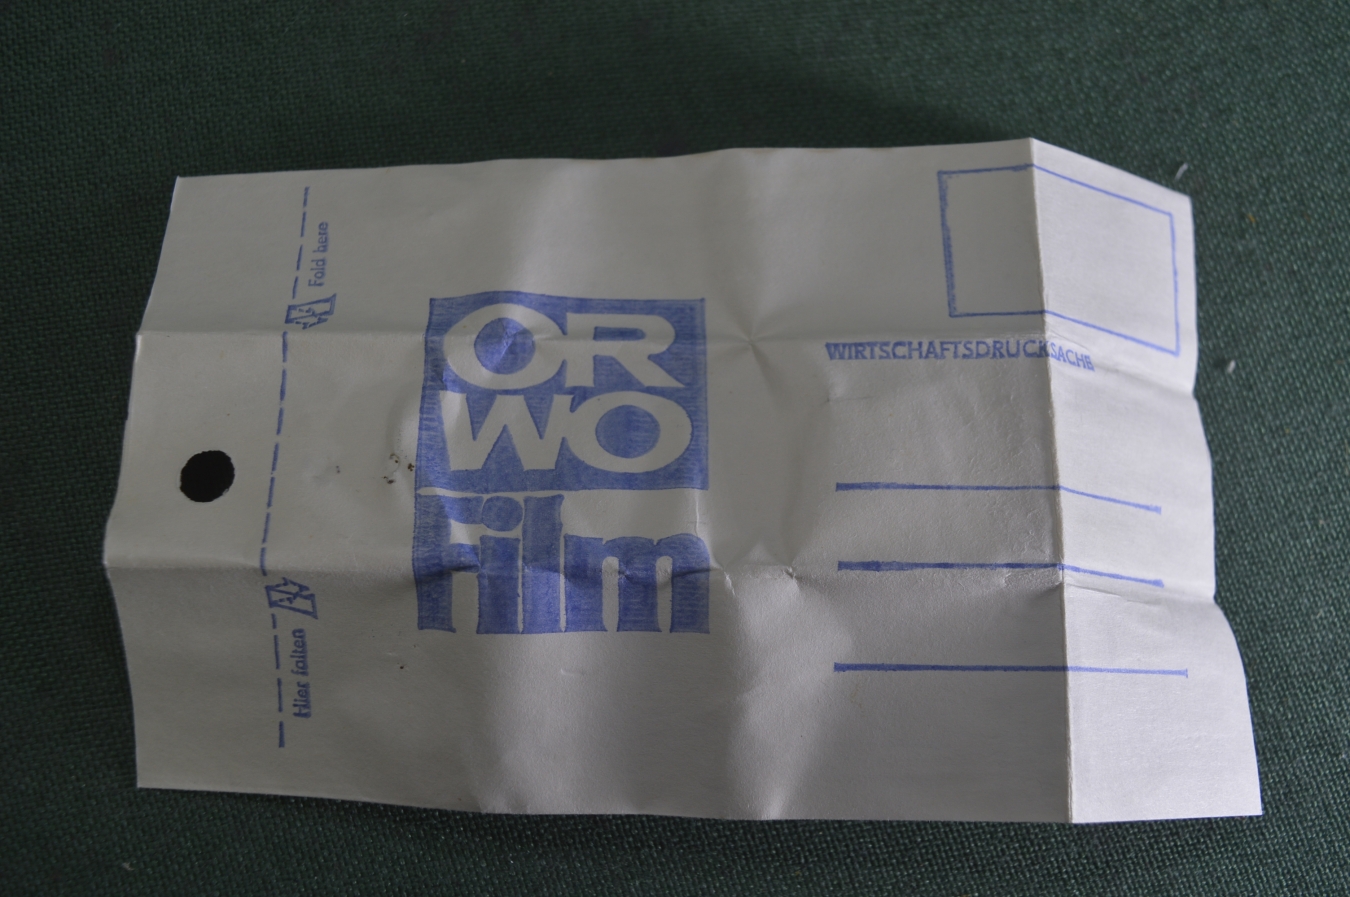 Fold here
Hier falten
OR
WO
Film
WIRTSCHAFTSDRUCKSACHE